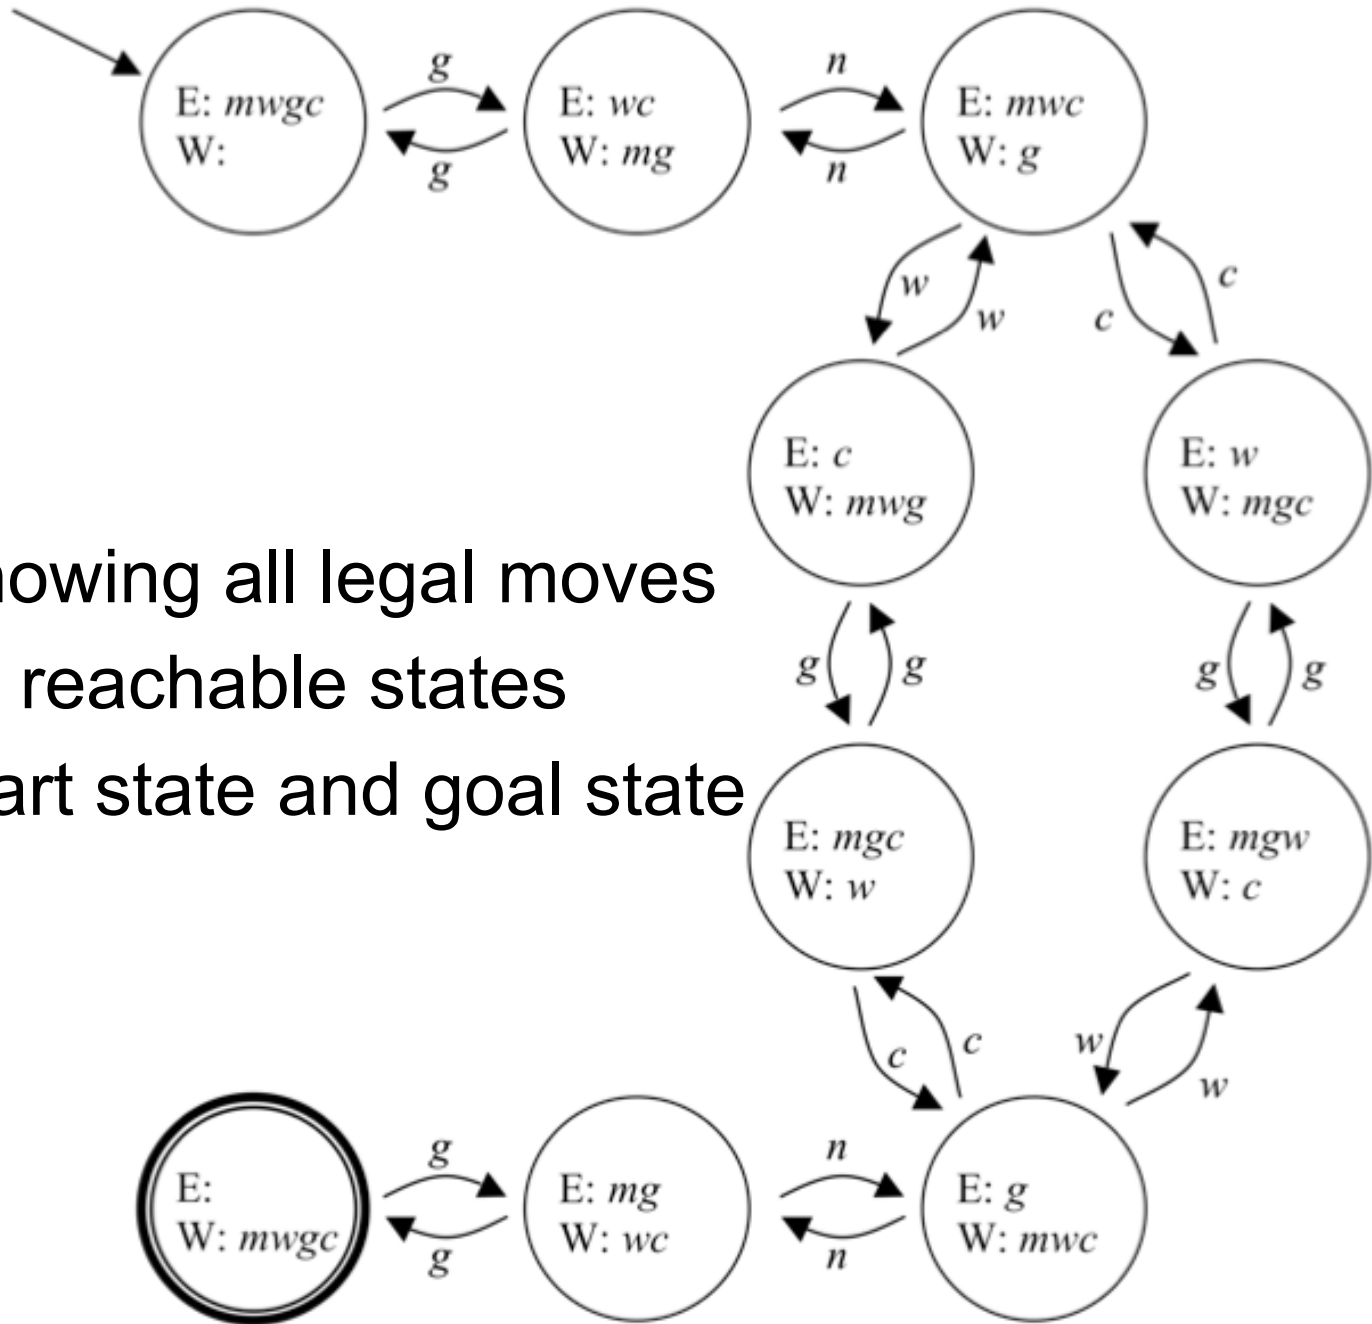 g
n
E: mwgc
W:
E: wc
W: mg
E: mwc
W: g
g
n
w
w
c
c
E: c
W: mwg
E: w
W: mgc
howing all legal moves
reachable states
art state and goal state
g
g
g
g
E: mgc
W: w
E: mgw
W: c
c
c
w
w
g
n
E:
W: mwgc
E: mg
W: wc
E: g
W: mwc
g
n